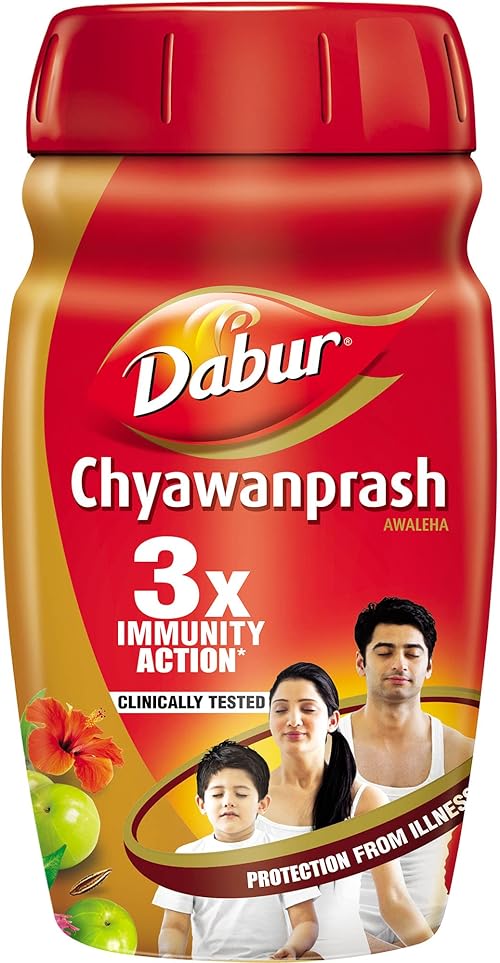 Dabur®
Chyawanprash
AWALEHA
3x
IMMUNITY
ACTION*
CLINICALLY TESTED
PROTECTION FROM ILLNESS